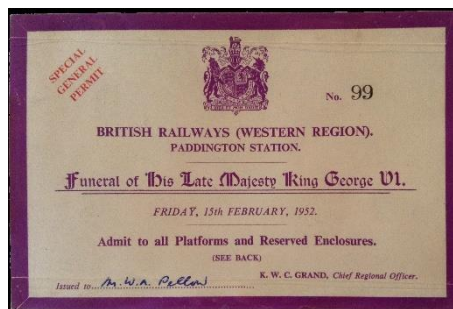 SPECIAL
GENERAL
PERMIT
No. 99
BRITISH RAILWAYS (WESTERN REGION).
PADDINGTON STATION.
Funeral of His Late Majesty King George VI.
FRIDAY, 15th FEBRUARY, 1952.
Admit to all Platforms and Reserved Enclosures.
(SEE BACK)
K. W. C. GRAND, Chief Regional Officer.
Issued to... Mr. W. A. Pellow